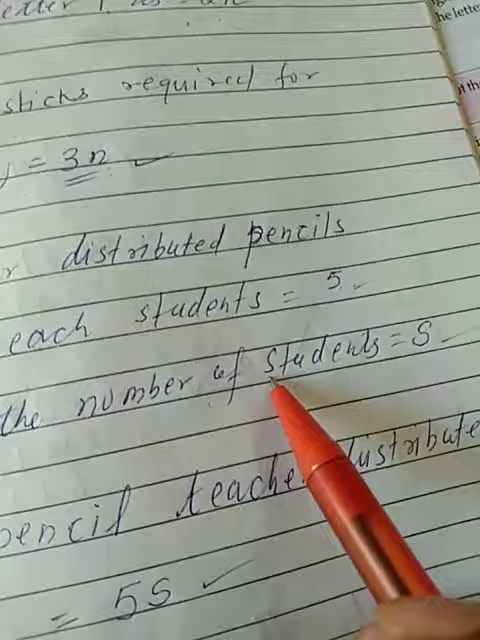 sticks required for
= 3n
distributed pencils
each students = 5
the number of students = S
pencil teacher distribute
= 5S